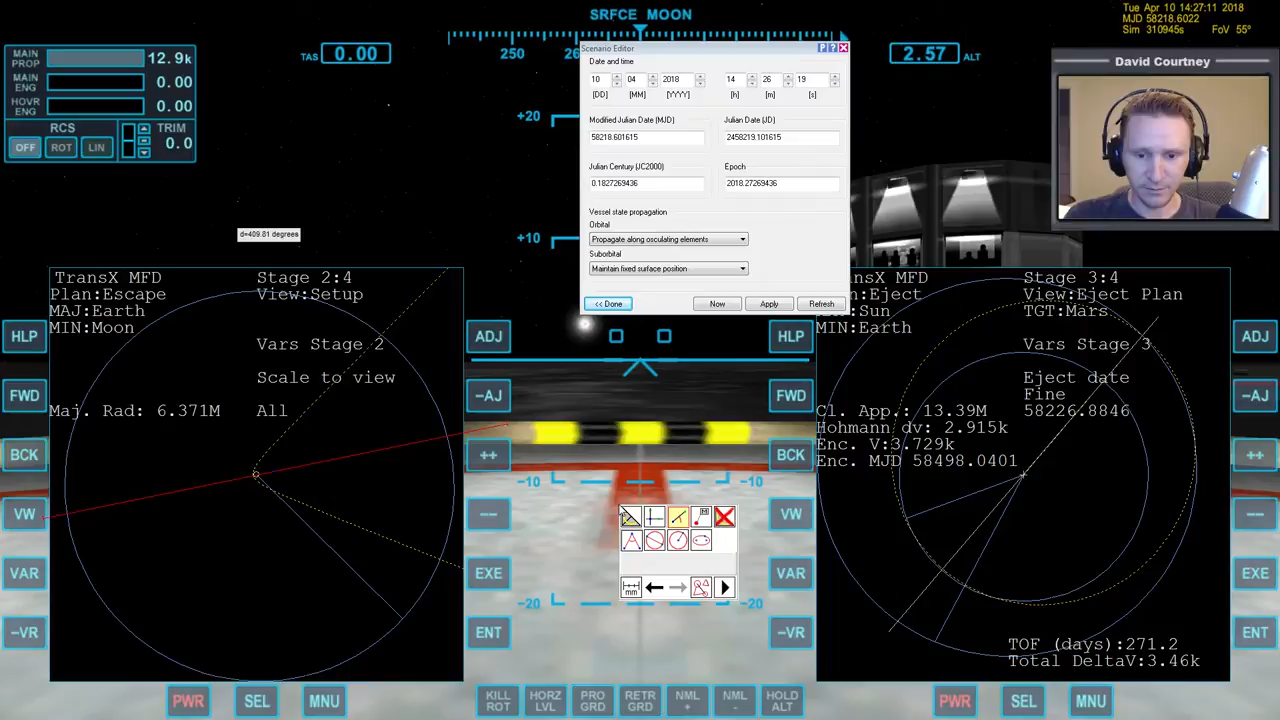 SRFCE MOON
Tue Apr 10 14:27:11 2018
MJD 58218.6022
Sim 310945s FoV 55°
MAIN PROP 12.9k
MAIN ENG 0.00
HOVR ENG 0.00
RCS
TRIM
OFF ROT LIN 0.0
TAS 0.00
250
2.57 ALT
David Courtney
Scenario Editor
Date and time
10 04 2018 14 26 19
[DD] [MM] [YYYY] [h] [m] [s]
Modified Julian Date (MJD) Julian Date (JD)
58218.601615 2458219.101615
Julian Century (JC2000) Epoch
0.1827269436 2018.27269436
Vessel state propagation
Orbital
Propagate along osculating elements
Suborbital
Maintain fixed surface position
<< Done Now Apply Refresh
+20
+10
-10 -10
-20 -20
d=409.81 degrees
TransX MFD Stage 2:4
Plan:Escape View:Setup
MAJ: Earth
MIN:Moon
Vars Stage 2
Scale to view
Maj. Rad: 6.371M All
HLP
FWD
BCK
VW
VAR
-VR
ADJ
-AJ
++
--
EXE
ENT
PWR SEL MNU
mm
KILL ROT
HORZ LVL
PRO GRD
RETR GRD
NML +
NML -
HOLD ALT
HLP
FWD
BCK
VW
VAR
-VR
MFD Stage 3:4
:Eject View:Eject Plan
Sun TGT:Mars
MIN:Earth
Vars Stage 3
Eject date
Fine
Cl. App.: 13.39M 58226.8846
Hohmann dv: 2.915k
Enc. V:3.729k
Enc. MJD 58498.0401
TOF (days):271.2
Total DeltaV:3.46k
ADJ
-AJ
++
--
EXE
ENT
PWR SEL MNU